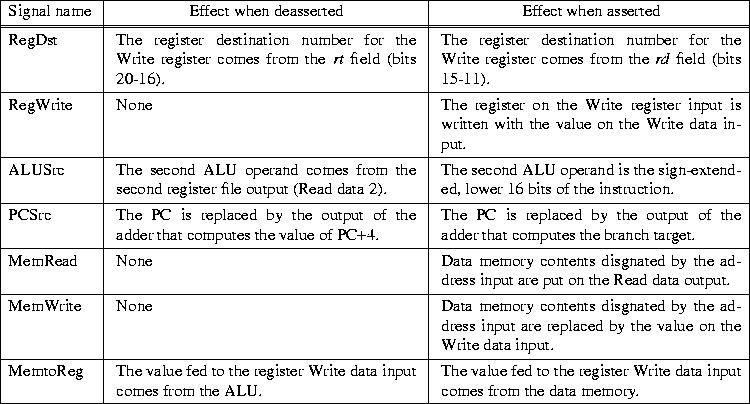 Signal name Effect when deasserted Effect when asserted
RegDst The register destination number for the The register destination number for the
Write register comes from the rt field (bits Write register comes from the rd field (bits
20-16). 15-11).
RegWrite None The register on the Write register input is
written with the value on the Write data in-
put.
ALUSrc The second ALU operand comes from the The second ALU operand is the sign-extend-
second register file output (Read data 2). ed, lower 16 bits of the instruction.
PCSrc The PC is replaced by the output of the The PC is replaced by the output of the
adder that computes the value of PC+4. adder that computes the branch target.
MemRead None Data memory contents disgnated by the ad-
dress input are put on the Read data output.
MemWrite None Data memory contents disgnated by the ad-
dress input are replaced by the value on the
Write data input.
MemtoReg The value fed to the register Write data input The value fed to the register Write data input
comes from the ALU. comes from the data memory.